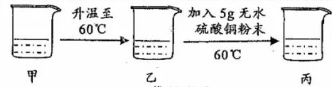 升温至 加入5g无水
60℃ 硫酸铜粉末
60℃
甲 乙 丙